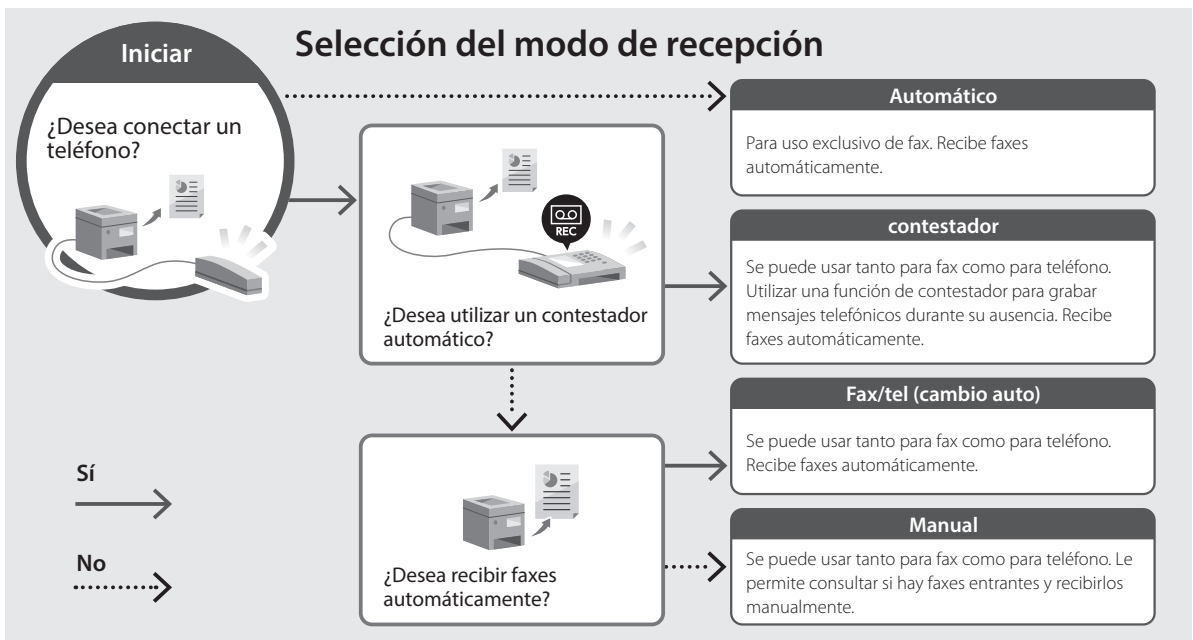 Iniciar
Selección del modo de recepción
¿Desea conectar un
teléfono?
Automático
Para uso exclusivo de fax. Recibe faxes
automáticamente.
REC
¿Desea utilizar un contestador
automático?
contestador
Se puede usar tanto para fax como para teléfono.
Utilizar una función de contestador para grabar
mensajes telefónicos durante su ausencia. Recibe
faxes automáticamente.
Fax/tel (cambio auto)
Se puede usar tanto para fax como para teléfono.
Recibe faxes automáticamente.
¿Desea recibir faxes
automáticamente?
Manual
Se puede usar tanto para fax como para teléfono. Le
permite consultar si hay faxes entrantes y recibirlos
manualmente.
Sí
No